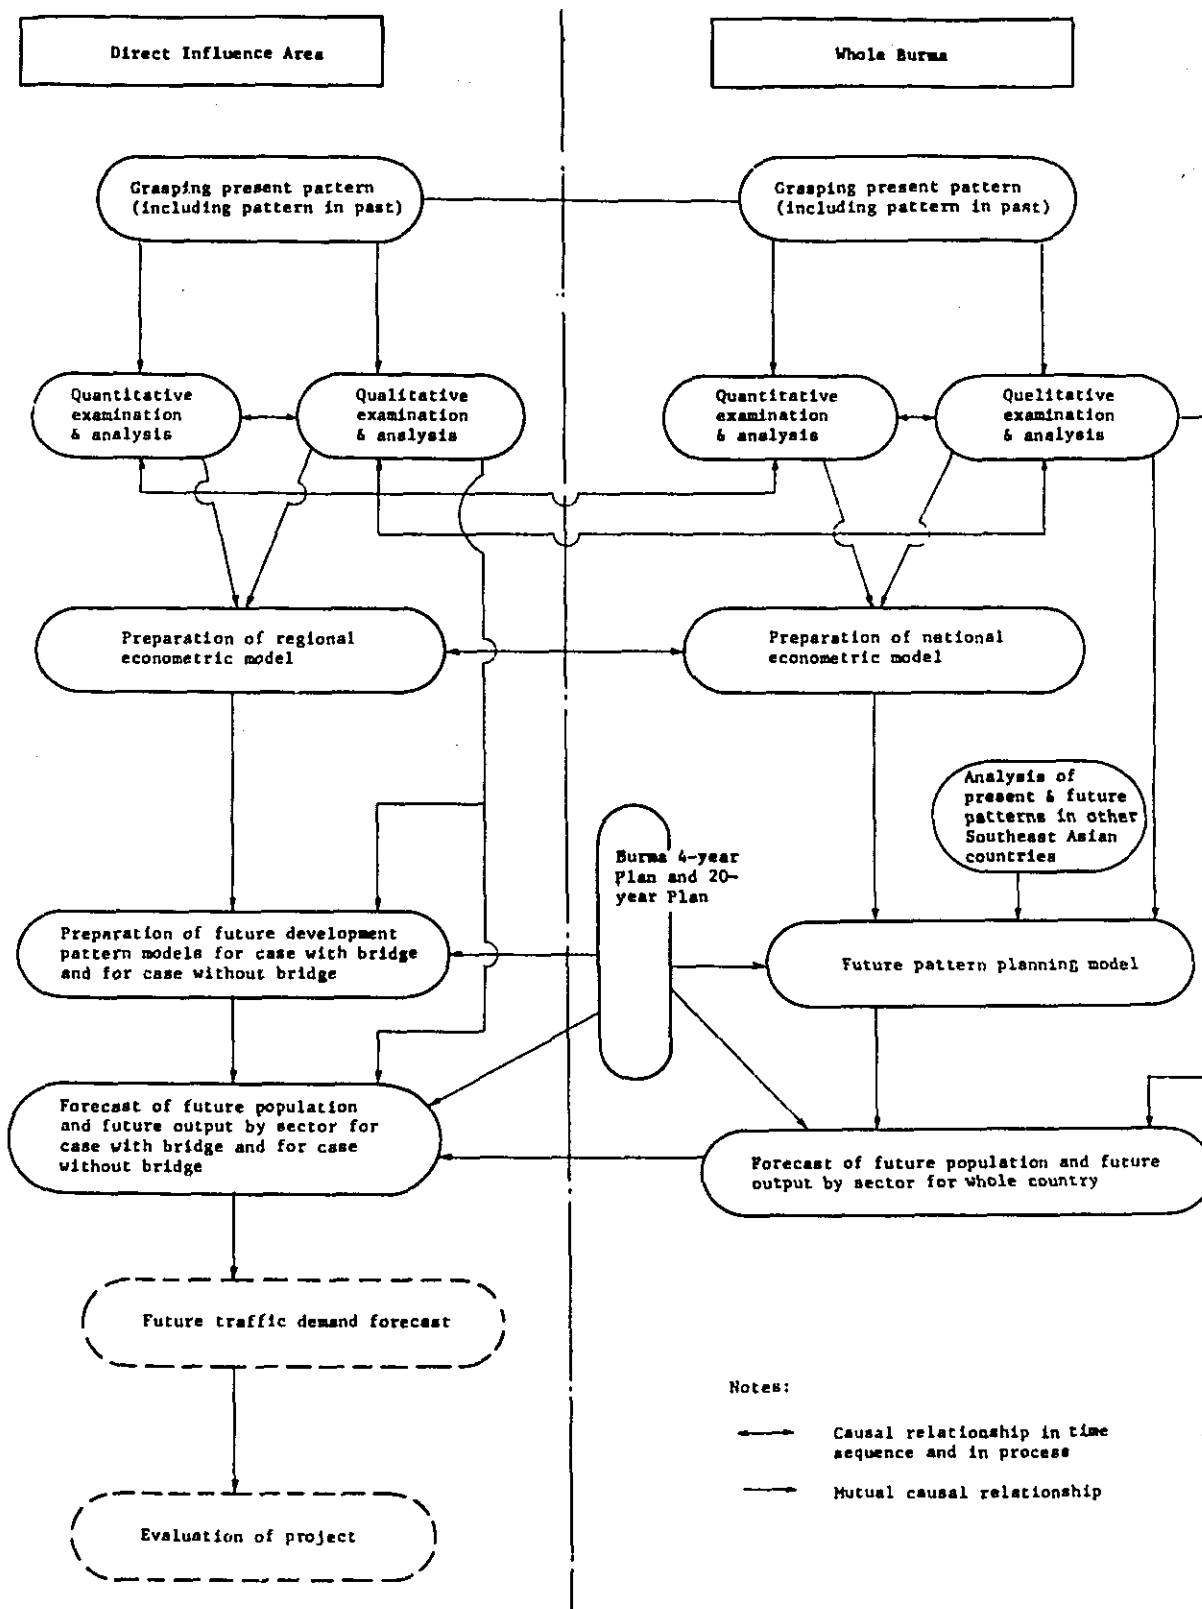 Direct Influence Area
Whole Burma
Grasping present pattern
(including pattern in past)
Grasping present pattern
(including pattern in past)
Quantitative
examination
& analysis
Qualitative
examination
& analysis
Quantitative
examination
& analysis
Quelitative
examination
& analysis
Preparation of regional
econometric model
Preparation of national
econometric model
Analysis of
present & future
patterns in other
Southeast Asian
countries
Burma 4-year
Plan and 20-
year Plan
Preparation of future development
pattern models for case with bridge
and for case without bridge
Future pattern planning model
Forecast of future population
and future output by sector for
case with bridge and for case
without bridge
Forecast of future population and future
output by sector for whole country
Future traffic demand forecast
Evaluation of project
Notes:
Causal relationship in time
sequence and in process
Mutual causal relationship